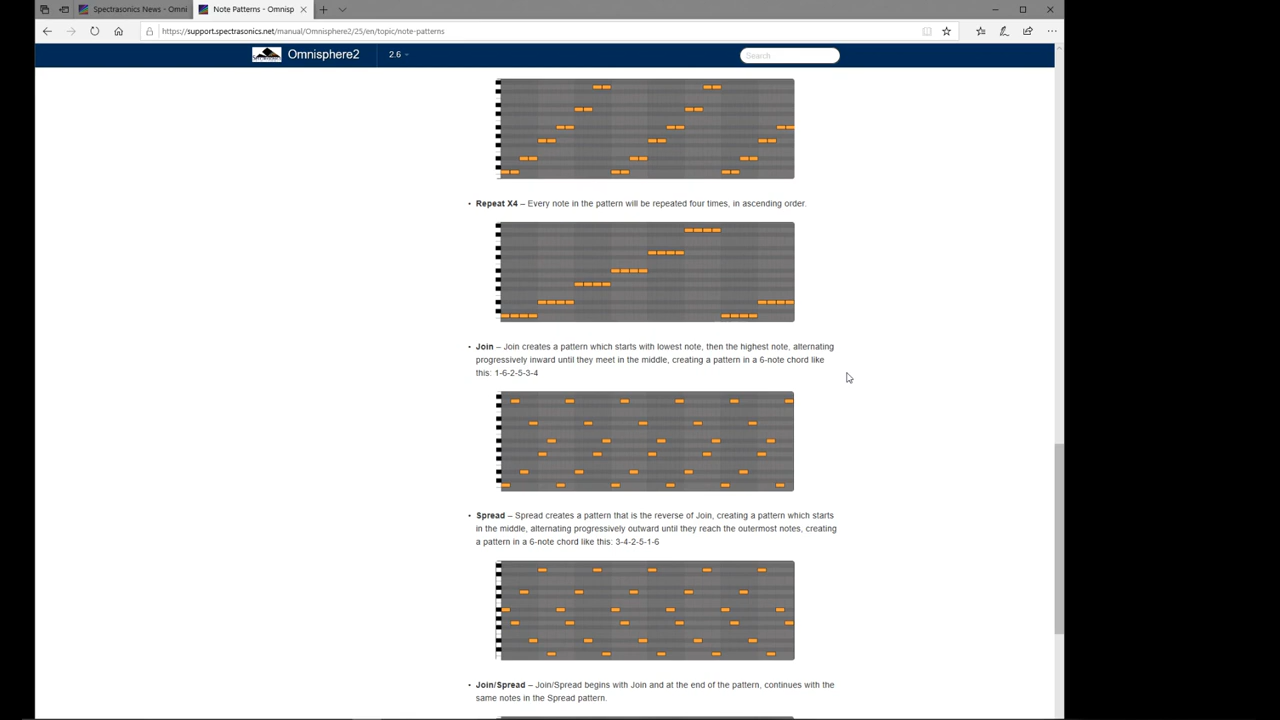 Spectrasonics News - Omni
Note Patterns - Omnisp
https://support.spectrasonics.net/manual/Omnisphere2/25/en/topic/note-patterns
Omnisphere2
2.6
Search
• Repeat X4 – Every note in the pattern will be repeated four times, in ascending order.
• Join – Join creates a pattern which starts with lowest note, then the highest note, alternating
progressively inward until they meet in the middle, creating a pattern in a 6-note chord like
this: 1-6-2-5-3-4
• Spread – Spread creates a pattern that is the reverse of Join, creating a pattern which starts
in the middle, alternating progressively outward until they reach the outermost notes, creating
a pattern in a 6-note chord like this: 3-4-2-5-1-6
• Join/Spread – Join/Spread begins with Join and at the end of the pattern, continues with the
same notes in the Spread pattern.